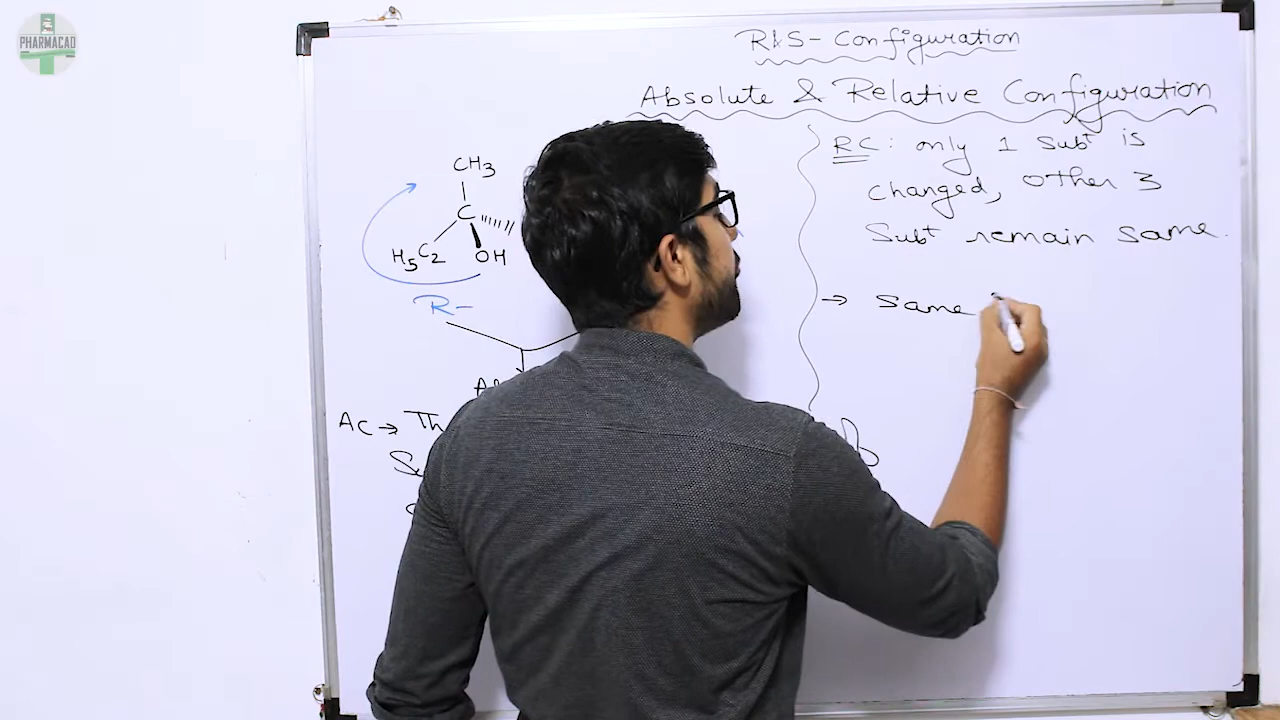 PHARMACAD
R&S-Configuration
Absolute & Relative Configuration
RC: only 1 Subt is
changed, other 3
Subt remain same.
→ Same
CH3
C
H5C2
OH
R-
AC →